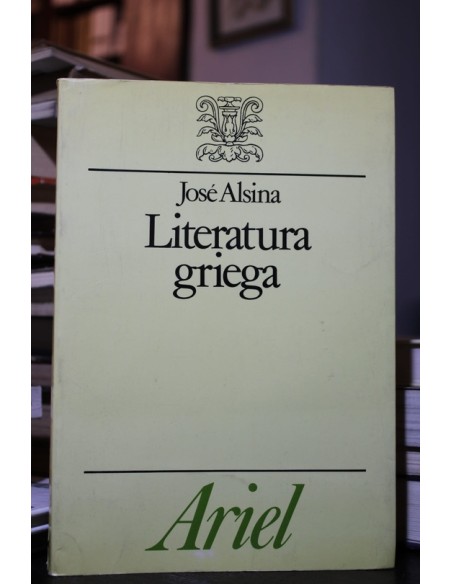 José Alsina
Literatura
griega
Ariel